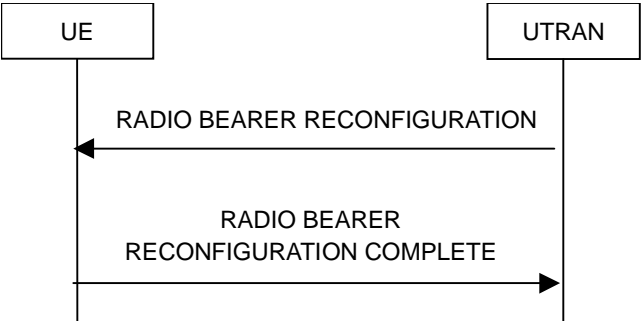 UE
UTRAN
RADIO BEARER RECONFIGURATION
RADIO BEARER
RECONFIGURATION COMPLETE